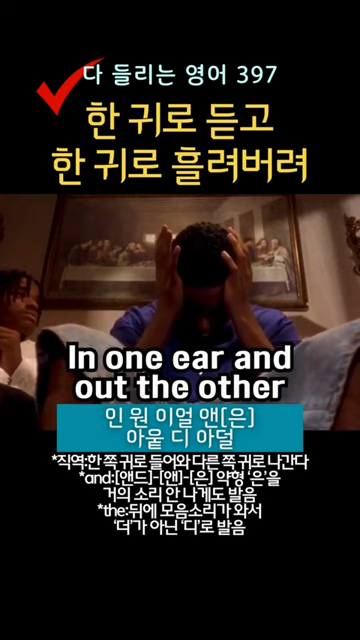 다 들리는 영어 397
한 귀로 듣고
한 귀로 흘려버려
In one ear and
out the other
인 원 이얼 앤[은]
아웉 디 아덜
*직역:한 쪽 귀로 들어와 다른 쪽 귀로 나간다
*and:[앤드]-[앤]-[은] 약형 '은'을
거의 소리 안 나게도 발음
*the:뒤에 모음소리가 와서
'더'가 아닌 '디'로 발음